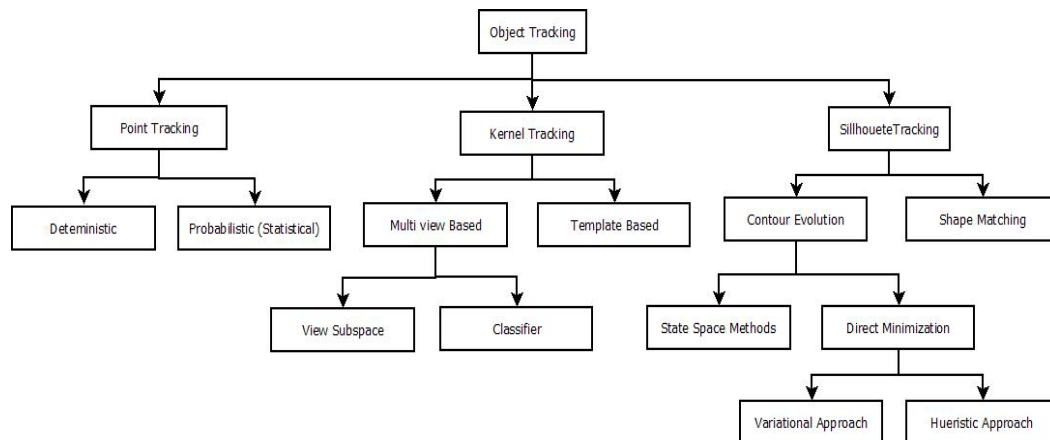 Object Tracking
Point Tracking
Kernel Tracking
SillhoueteTracking
Deteministic
Probabilistic (Statistical)
Multi view Based
Template Based
Contour Evolution
Shape Matching
View Subspace
Classifier
State Space Methods
Direct Minimization
Variational Approach
Hueristic Approach